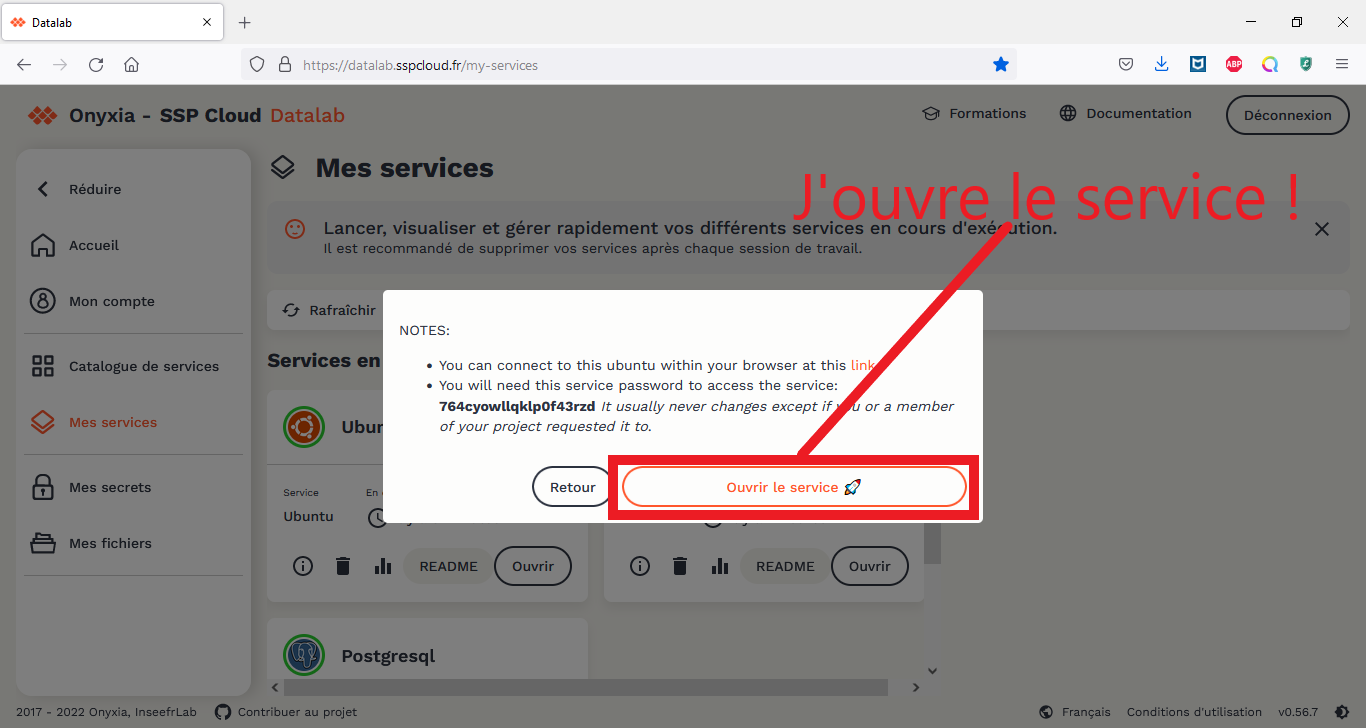 Datalab
https://datalab.sspcloud.fr/my-services
ABP
Onyxia - SSP Cloud Datalab
Formations
Documentation
Déconnexion
Réduire
Accueil
Mon compte
Catalogue de services
Mes services
Mes secrets
Mes fichiers
Mes services
J'ouvre le service !
Lancer, visualiser et gérer rapidement vos différents services en cours d'exécution.
Il est recommandé de supprimer vos services après chaque session de travail.
Rafraîchir
Services en
NOTES:
You can connect to this ubuntu within your browser at this link
You will need this service password to access the service:
764cyowllqklp0f43rzd It usually never changes except if you or a member
of your project requested it to.
Retour
Ouvrir le service 🚀
Service
Ubuntu
README
Ouvrir
README
Ouvrir
Postgresql
2017 - 2022 Onyxia, InseefrLab
Contribuer au projet
Français
Conditions d'utilisation
v0.56.7